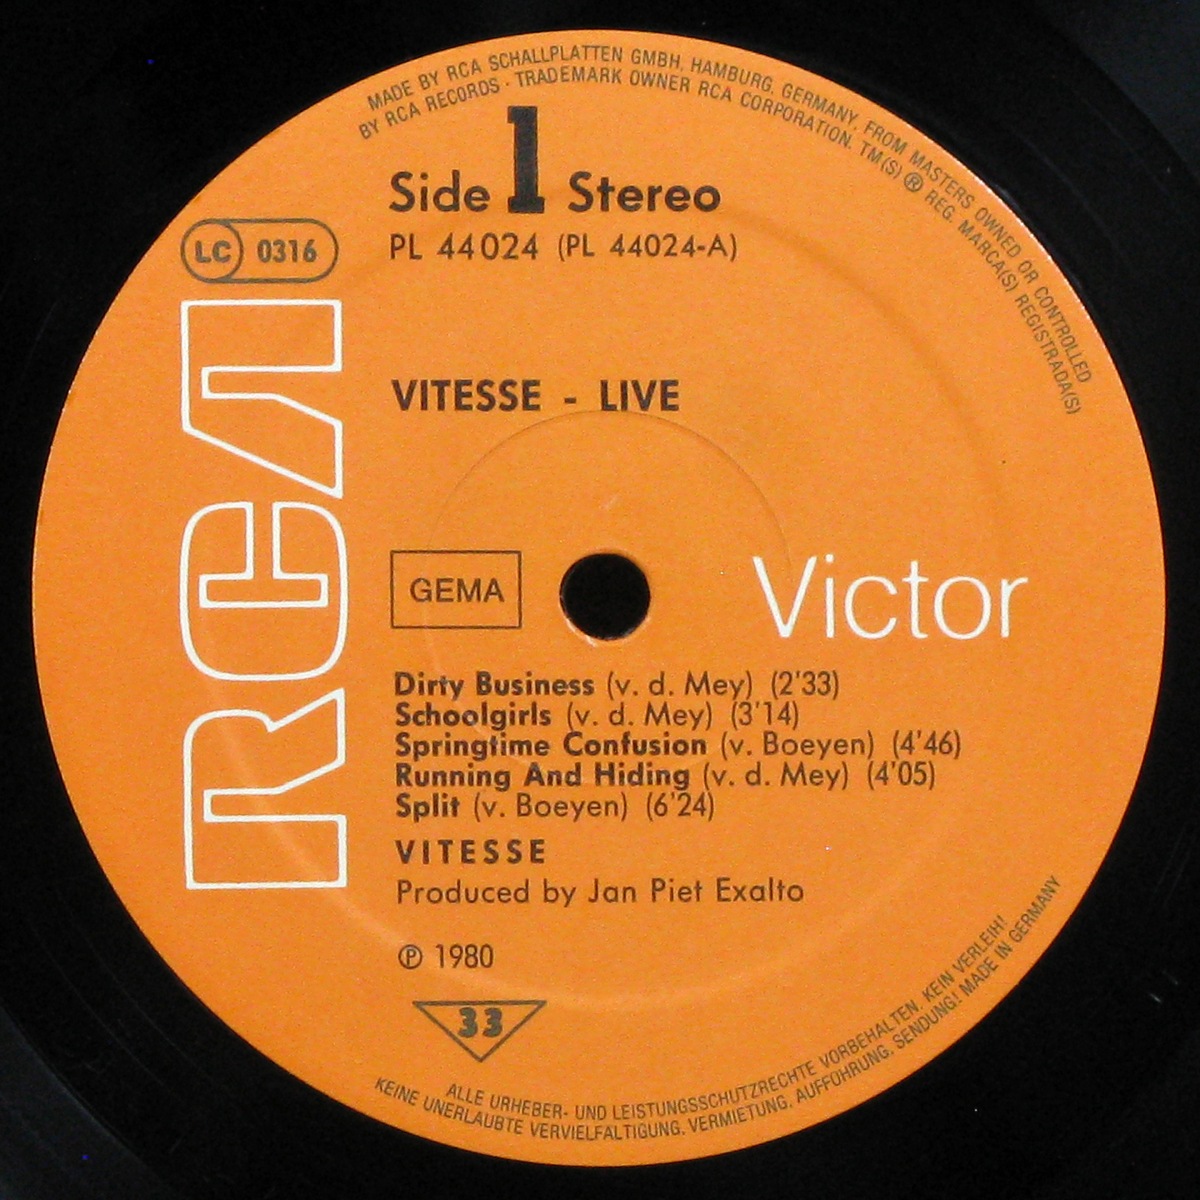 MADE BY RCA SCHALLPLATTEN GMBH, HAMBURG, GERMANY, FROM MASTERS OWNED OR CONTROLLED
BY RCA RECORDS · TRADEMARK OWNER RCA CORPORATION. TM(S) ® REG. MARCA(S) REGISTRADA(S)
Side 1 Stereo
LC 0316
PL 44024 (PL 44024-A)
RCA
VITESSE - LIVE
GEMA
Victor
Dirty Business (v. d. Mey) (2'33)
Schoolgirls (v. d. Mey) (3'14)
Springtime Confusion (v. Boeyen) (4'46)
Running And Hiding (v. d. Mey) (4'05)
Split (v. Boeyen) (6'24)
VITESSE
Produced by Jan Piet Exalto
℗ 1980
33
ALLE URHEBER- UND LEISTUNGSSCHUTZRECHTE VORBEHALTEN. KEIN VERLEIH!
KEINE UNERLAUBTE VERVIELFALTIGUNG, VERMIETUNG, AUFFÜHRUNG, SENDUNG! MADE IN GERMANY